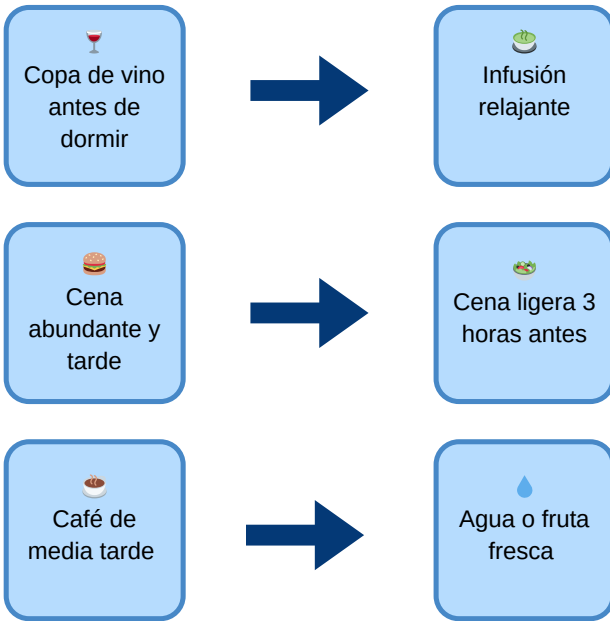 Copa de vino
antes de
dormir
Infusión
relajante
Cena
abundante y
tarde
Cena ligera 3
horas antes
Café de
media tarde
Agua o fruta
fresca